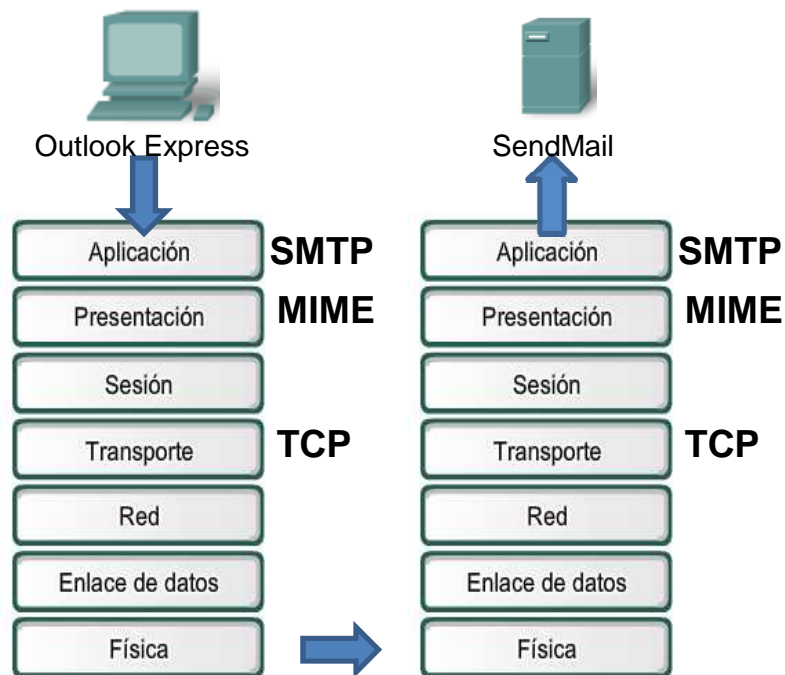 Outlook Express
SendMail
Aplicación SMTP
Aplicación SMTP
Presentación MIME
Presentación MIME
Sesión
Sesión
Transporte TCP
Transporte TCP
Red
Red
Enlace de datos
Enlace de datos
Física
Física